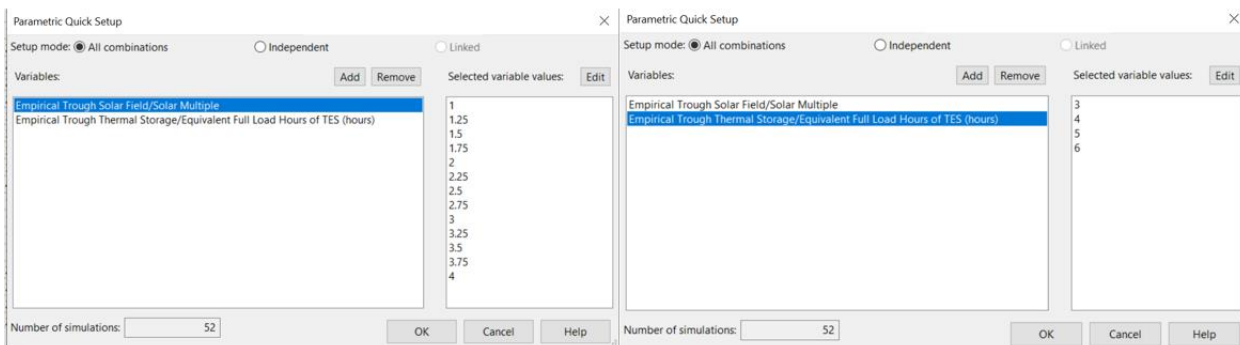 Parametric Quick Setup
Setup mode: All combinations Independent Linked
Variables: Add Remove Selected variable values: Edit
Empirical Trough Solar Field/Solar Multiple
Empirical Trough Thermal Storage/Equivalent Full Load Hours of TES (hours)
1
1.25
1.5
1.75
2
2.25
2.5
2.75
3
3.25
3.5
3.75
4
Number of simulations: 52 OK Cancel Help
Parametric Quick Setup
Setup mode: All combinations Independent Linked
Variables: Add Remove Selected variable values: Edit
Empirical Trough Solar Field/Solar Multiple
Empirical Trough Thermal Storage/Equivalent Full Load Hours of TES (hours)
3
4
5
6
Number of simulations: 52 OK Cancel Help